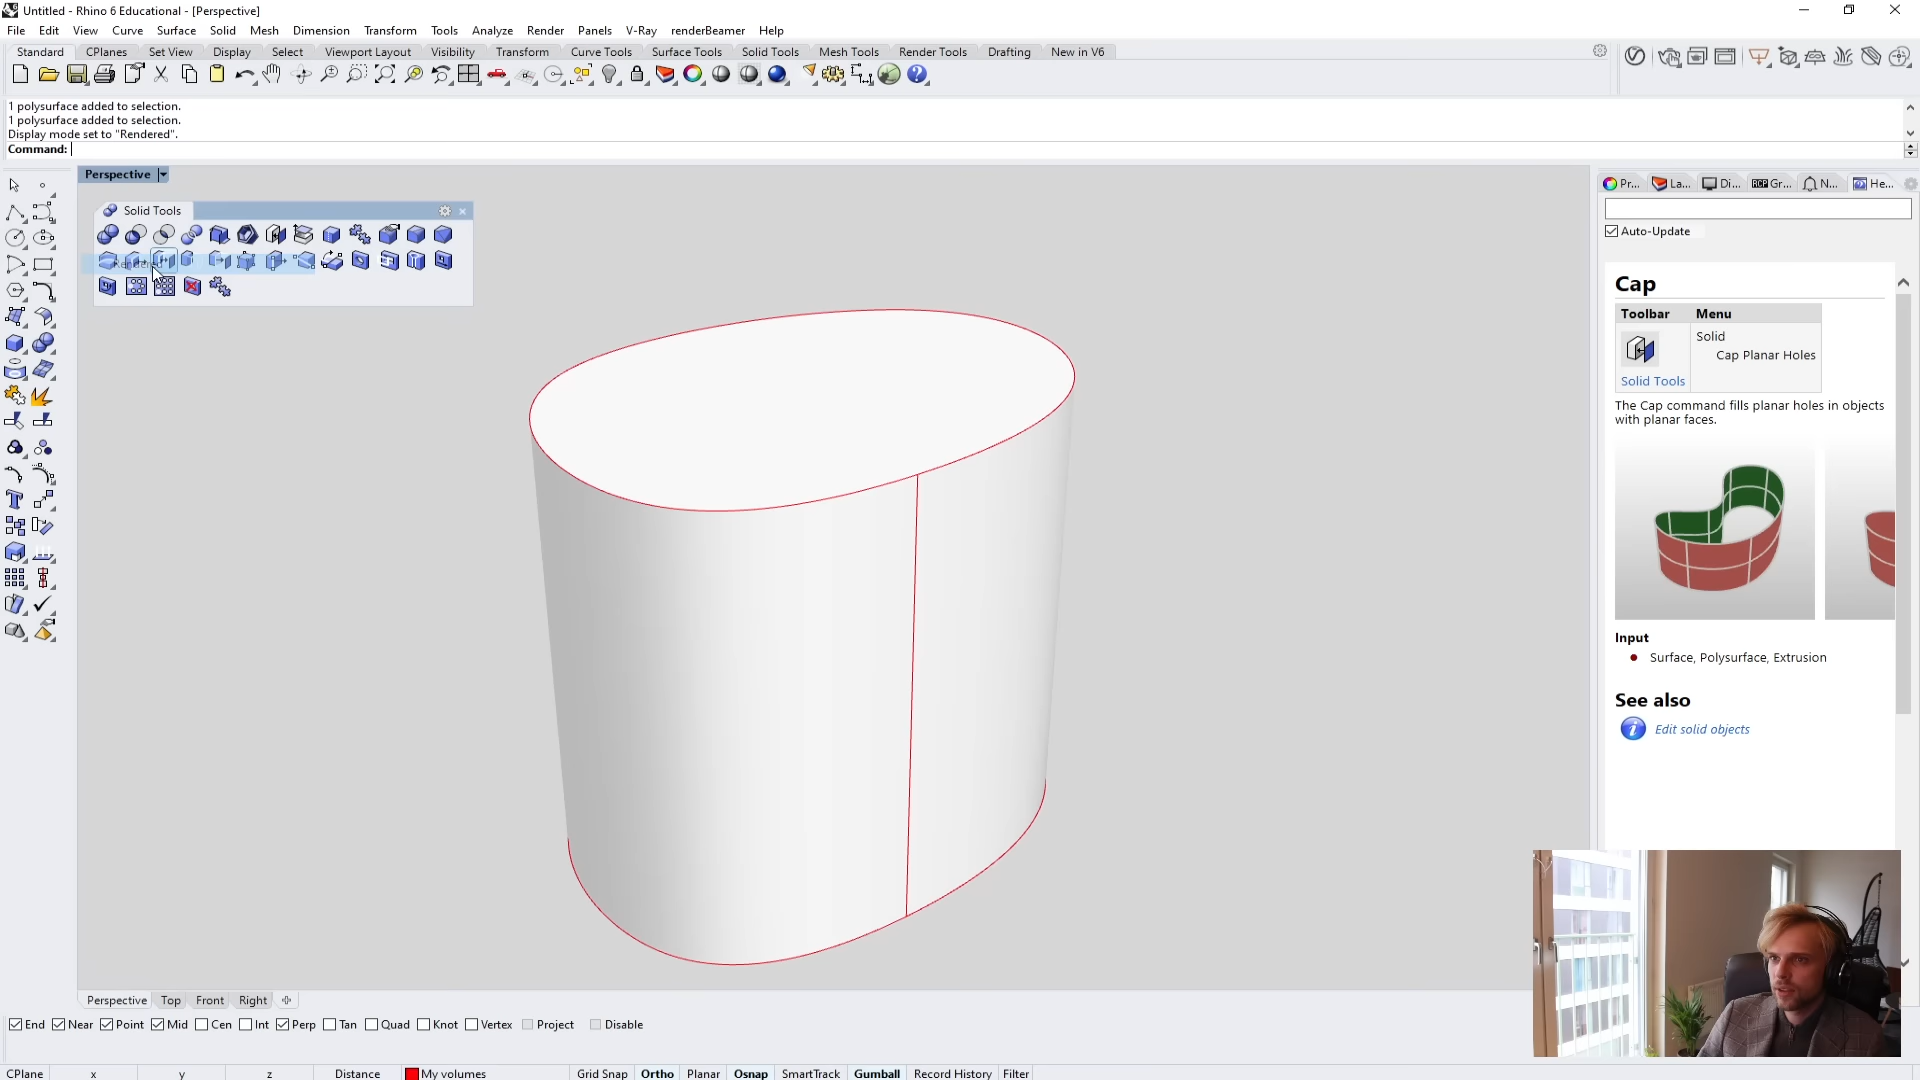 Untitled - Rhino 6 Educational - [Perspective]
File Edit View Curve Surface Solid Mesh Dimension Transform Tools Analyze Render Panels V-Ray renderBeamer Help
Standard CPlanes Set View Display Select Viewport Layout Visibility Transform Curve Tools Surface Tools Solid Tools Mesh Tools Render Tools Drafting New in V6
1 polysurface added to selection.
1 polysurface added to selection.
Display mode set to "Rendered".
Command:
Perspective
Pr... La... Di... Gr... N... He...
Solid Tools
Auto-Update
Rendered
Cap
Toolbar Menu
Solid
Cap Planar Holes
Solid Tools
The Cap command fills planar holes in objects
with planar faces.
Input
Surface, Polysurface, Extrusion
See also
Edit solid objects
Perspective Top Front Right
End Near Point Mid Cen Int Perp Tan Quad Knot Vertex Project Disable
CPlane x y z Distance My volumes Grid Snap Ortho Planar Osnap SmartTrack Gumball Record History Filter